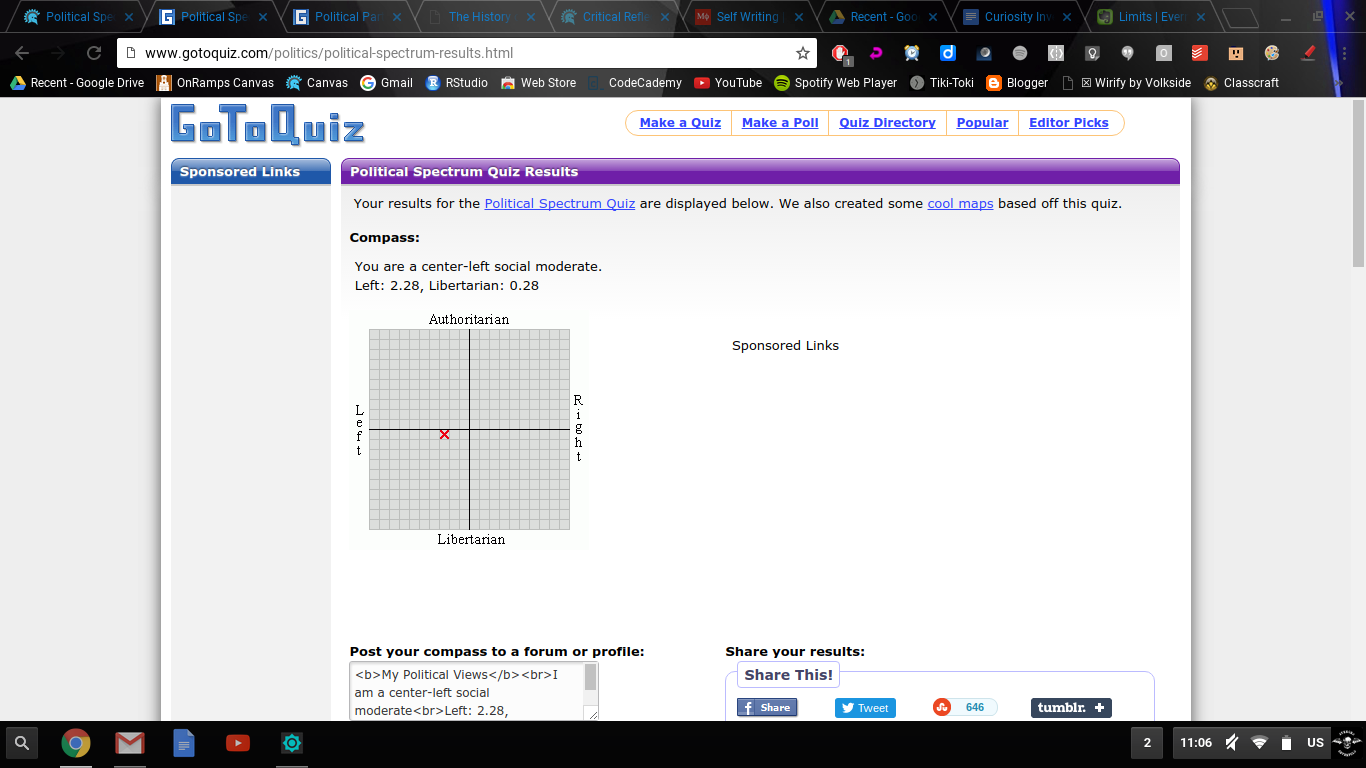 Political Spe
Political Spe
Political Par
The History
Critical Refle
Self Writing
Recent - Goo
Curiosity Inv
Limits | Ever
www.gotoquiz.com/politics/political-spectrum-results.html
1
Recent - Google Drive
OnRamps Canvas
Canvas
Gmail
RStudio
Web Store
CodeCademy
YouTube
Spotify Web Player
Tiki-Toki
Blogger
☒ Wirify by Volkside
Classcraft
GoToQuiz
Make a Quiz
Make a Poll
Quiz Directory
Popular
Editor Picks
Sponsored Links
Political Spectrum Quiz Results
Your results for the Political Spectrum Quiz are displayed below. We also created some cool maps based off this quiz.
Compass:
You are a center-left social moderate.
Left: 2.28, Libertarian: 0.28
Authoritarian
Left
Right
Libertarian
Sponsored Links
Post your compass to a forum or profile:
<b>My Political Views</b><br>I
am a center-left social
moderate<br>Left: 2.28,
Share your results:
Share This!
Share
Tweet
646
tumblr. +
2
11:06
US